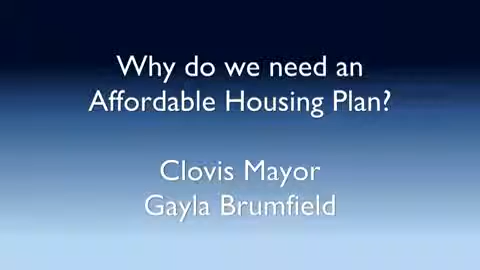 Why do we need an
Affordable Housing Plan?
Clovis Mayor
Gayla Brumfield